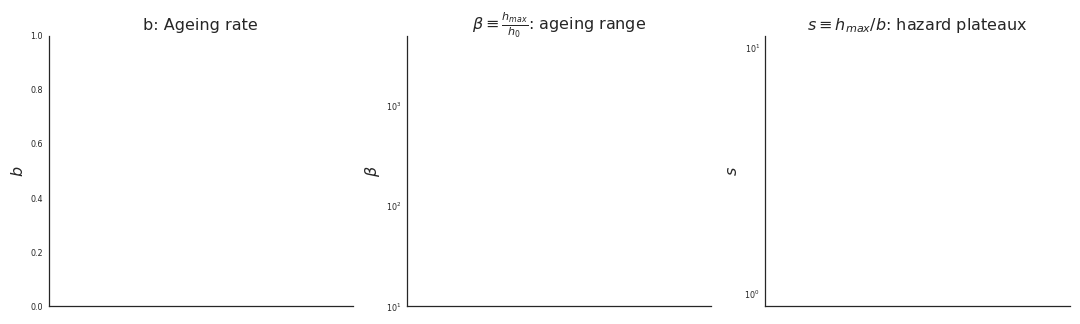 b: Ageing rate
1.0
0.8
0.6
0.4
0.2
0.0
b
β ≡ h_max/h_0: ageing range
10³
10²
10¹
β
s ≡ h_max/b: hazard plateaux
10¹
10⁰
s